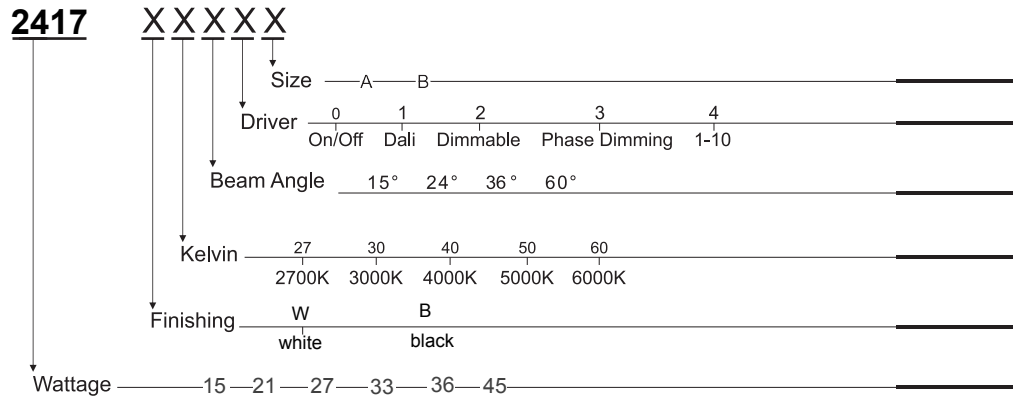 2417 X X X X X
Size A B
0 1 2 3 4
Driver
On/Off Dali Dimmable Phase Dimming 1-10
Beam Angle 15° 24° 36° 60°
27 30 40 50 60
Kelvin
2700K 3000K 4000K 5000K 6000K
W B
Finishing
white black
Wattage 15 21 27 33 36 45